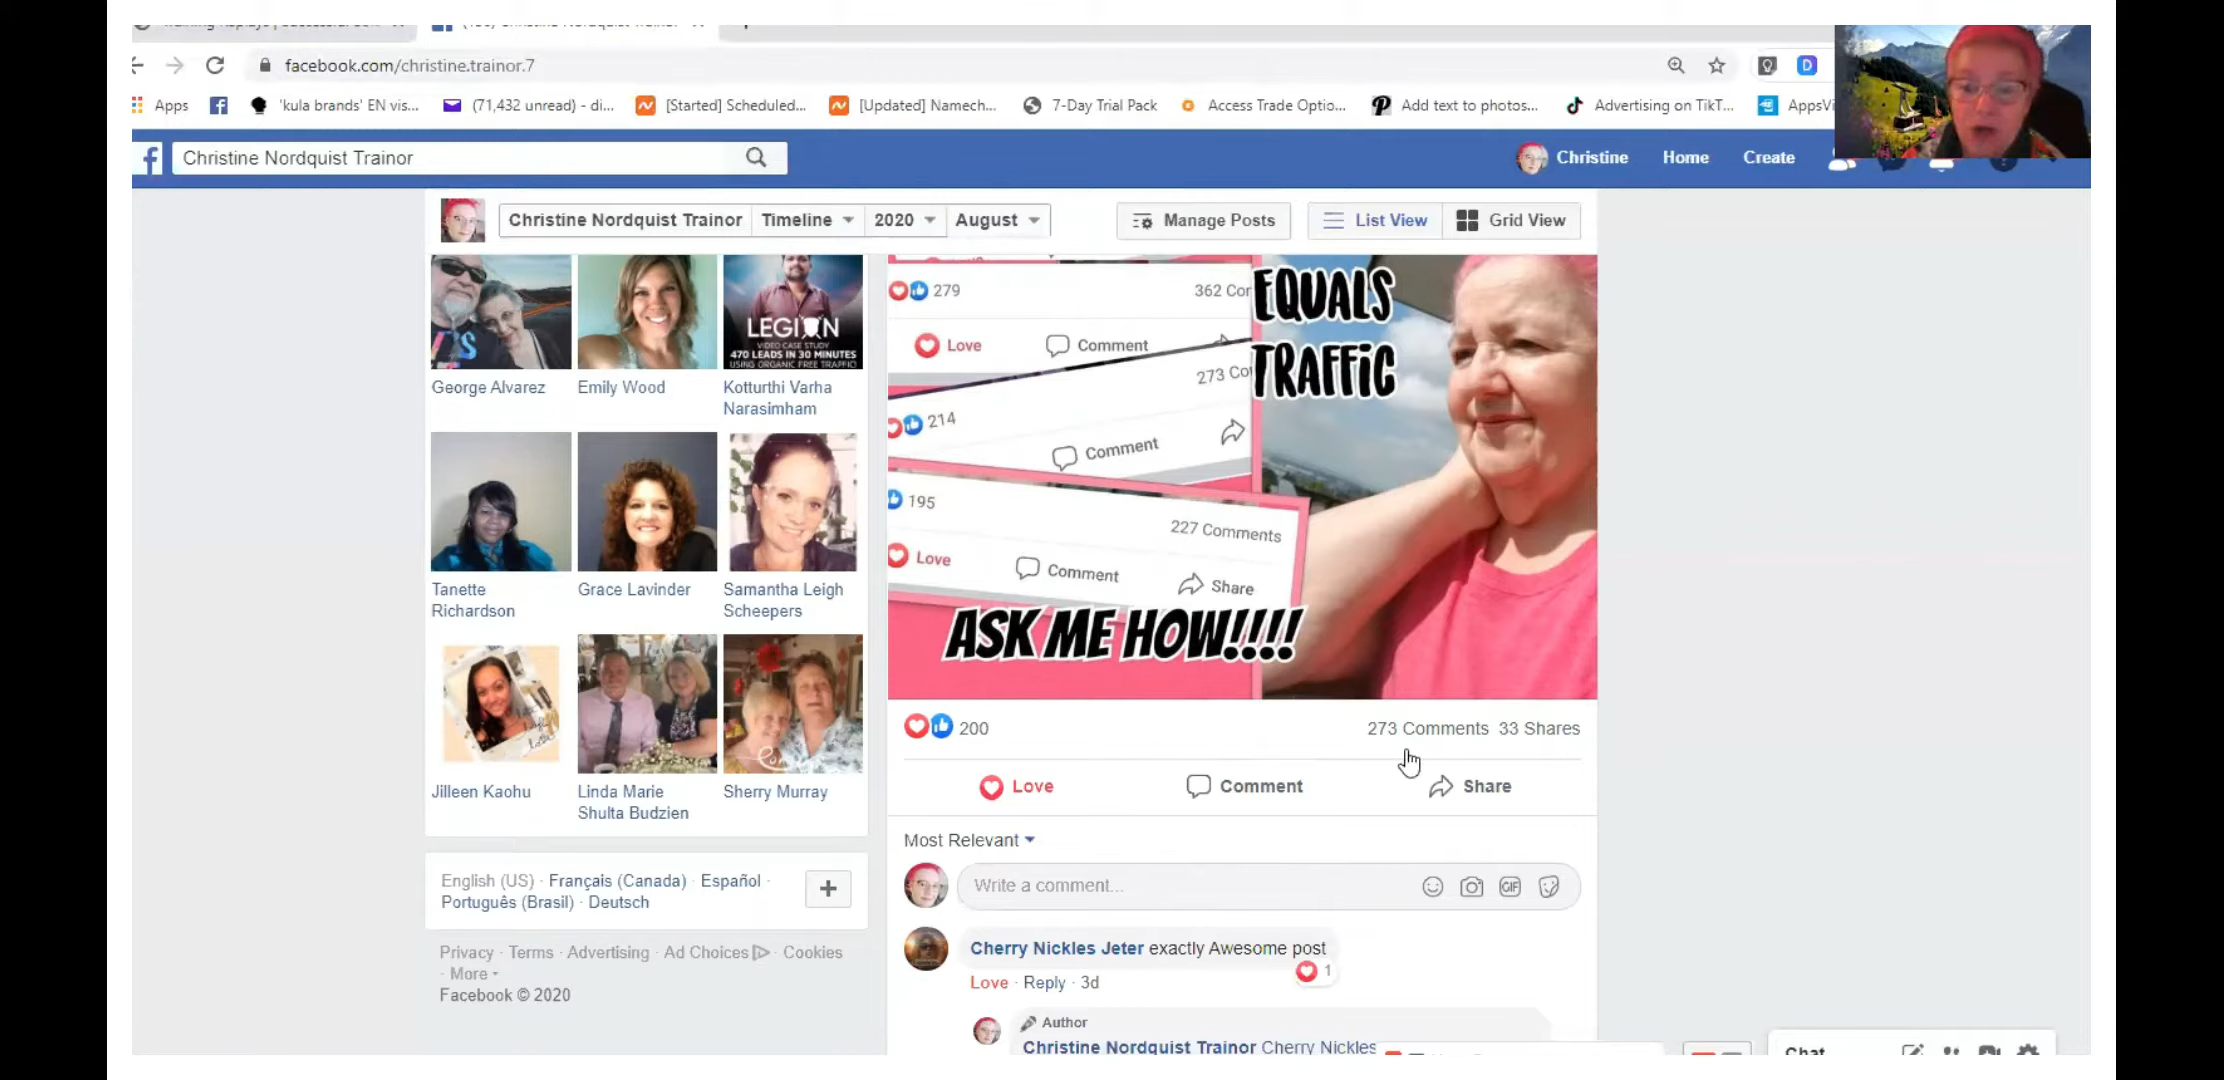 facebook.com/christine.trainor.7
Apps
'kula brands' EN vis...
(71,432 unread) - di...
[Started] Scheduled...
[Updated] Namech...
7-Day Trial Pack
Access Trade Optio...
Add text to photos...
Advertising on TikT...
AppsVi
Christine Nordquist Trainor
Christine
Home
Create
Christine Nordquist Trainor
Timeline
2020
August
Manage Posts
List View
Grid View
George Alvarez
Emily Wood
LEGION
VIDEO CASE STUDY
470 LEADS IN 30 MINUTES
USING ORGANIC FREE TRAFFIC
Kotturthi Varha
Narasimham
Tanette
Richardson
Grace Lavinder
Samantha Leigh
Scheepers
Jilleen Kaohu
Linda Marie
Shulta Budzien
Sherry Murray
English (US) · Français (Canada) · Español ·
Português (Brasil) · Deutsch
Privacy · Terms · Advertising · Ad Choices · Cookies
· More
Facebook © 2020
279
362 Co
Love
Comment
273 Co
214
Comment
195
227 Comments
Love
Comment
Share
EQUALS
TRAFFiC
ASK ME HOW!!!!
200
273 Comments 33 Shares
Love
Comment
Share
Most Relevant
Write a comment...
GIF
Cherry Nickles Jeter exactly Awesome post
1
Love · Reply · 3d
Author
Christine Nordquist Trainor Cherry Nickles
Chat